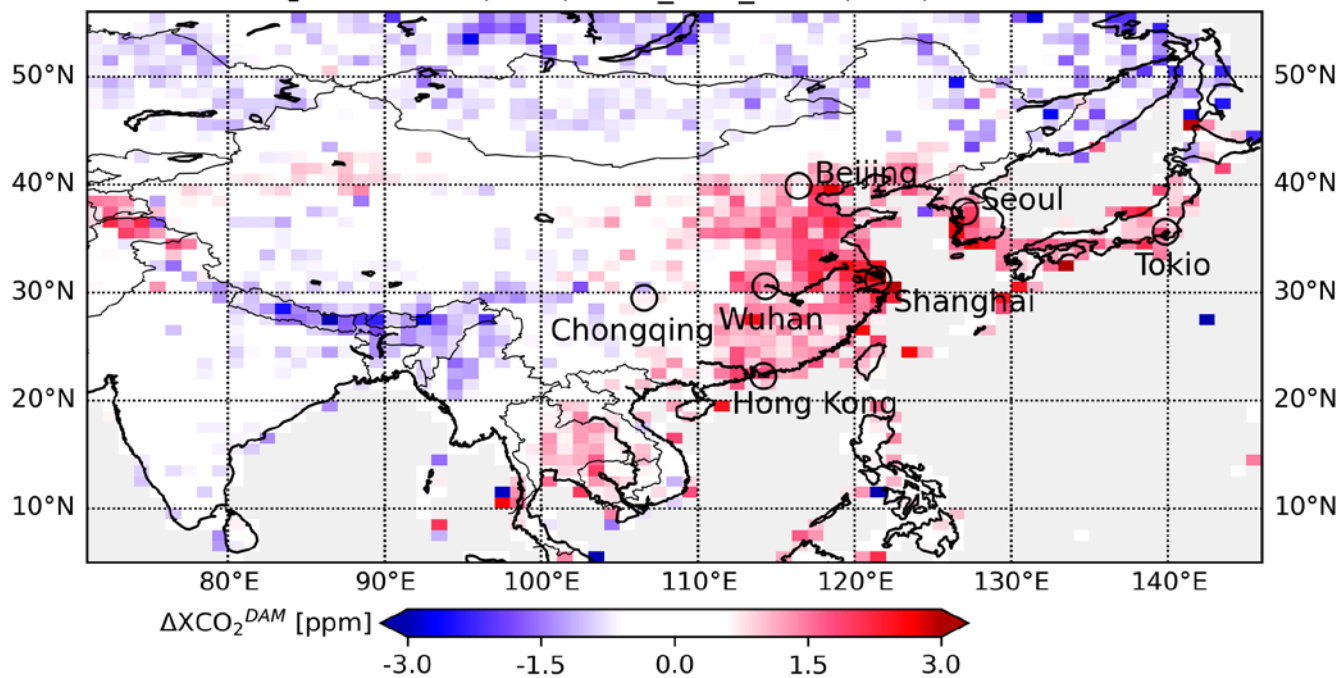 50°N
50°N
40°N
Beijing
40°N
Seoul
Tokio
30°N
Chongqing
Wuhan
Shanghai
30°N
20°N
Hong Kong
20°N
10°N
10°N
80°E 90°E 100°E 110°E 120°E 130°E 140°E
ΔXCO₂ᴰᴬᴹ [ppm]
-3.0 -1.5 0.0 1.5 3.0